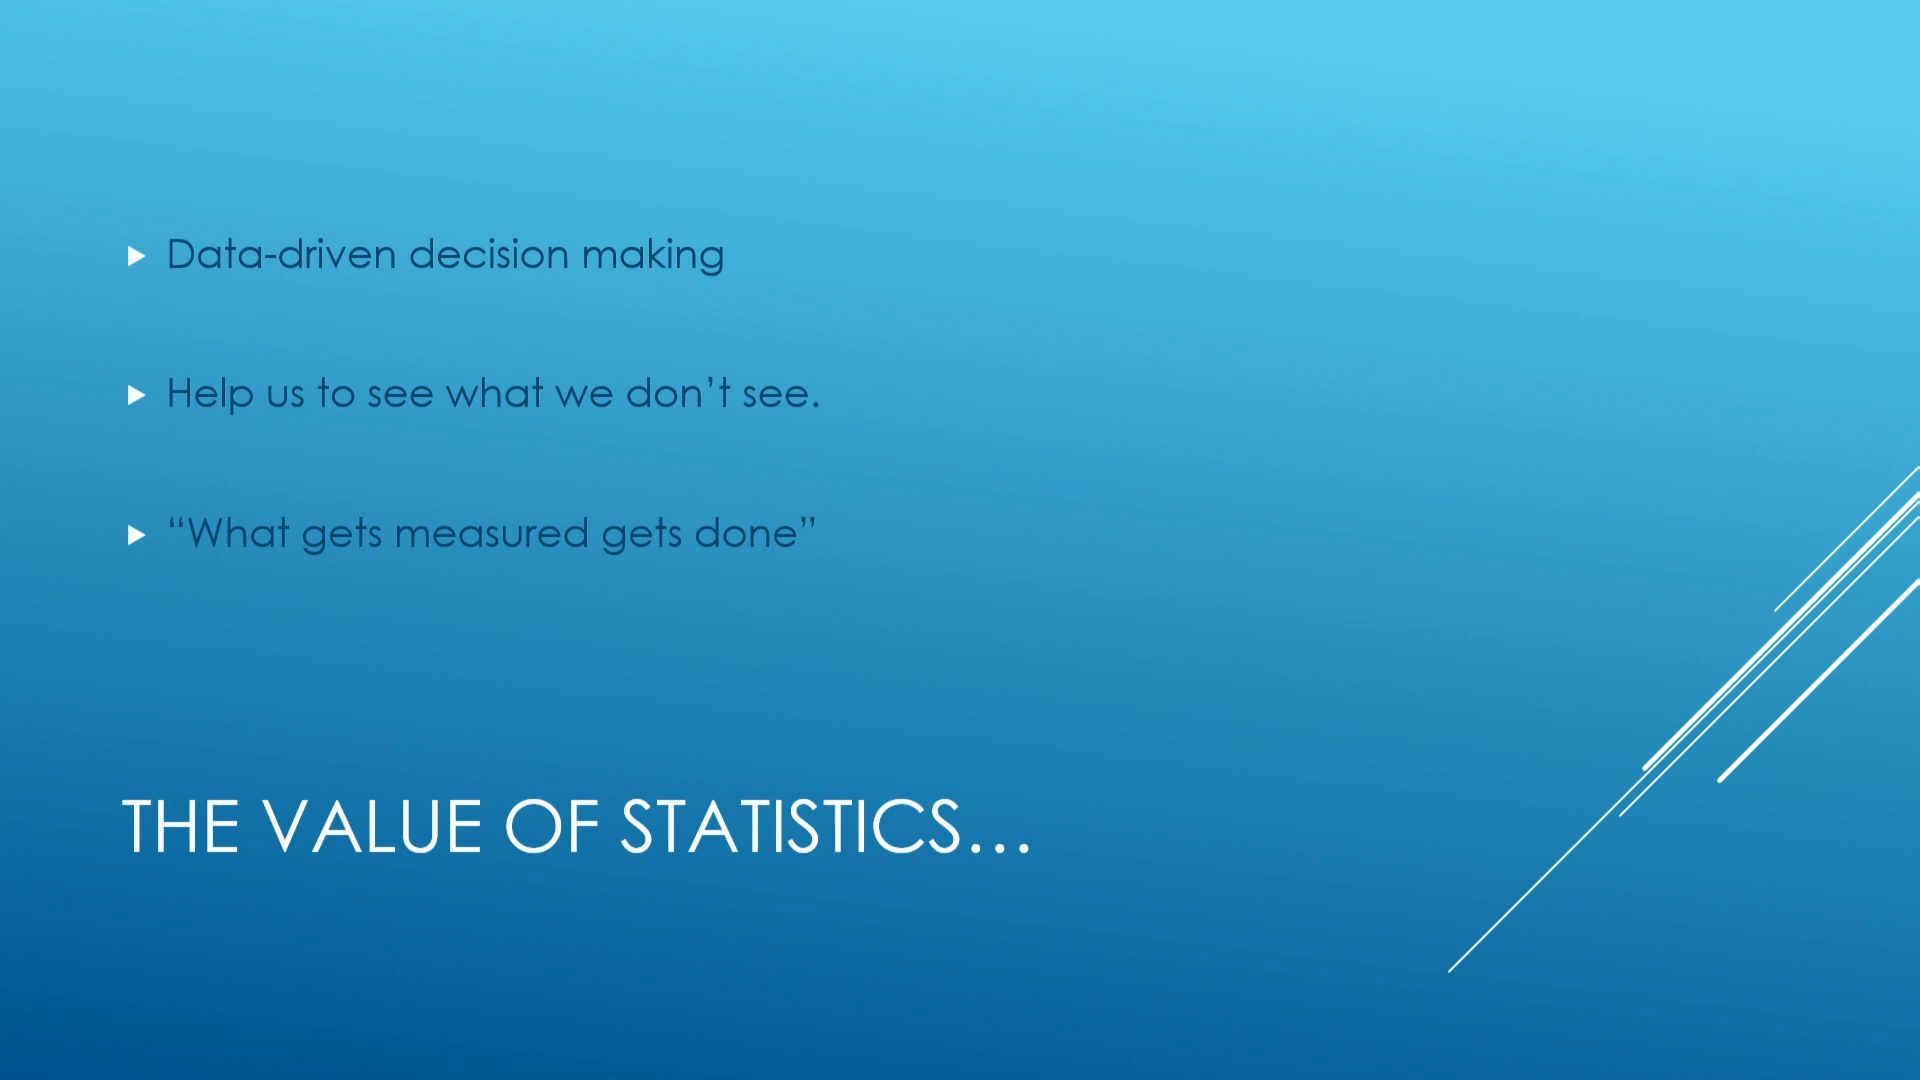 Data-driven decision making
Help us to see what we don’t see.
“What gets measured gets done”
THE VALUE OF STATISTICS…